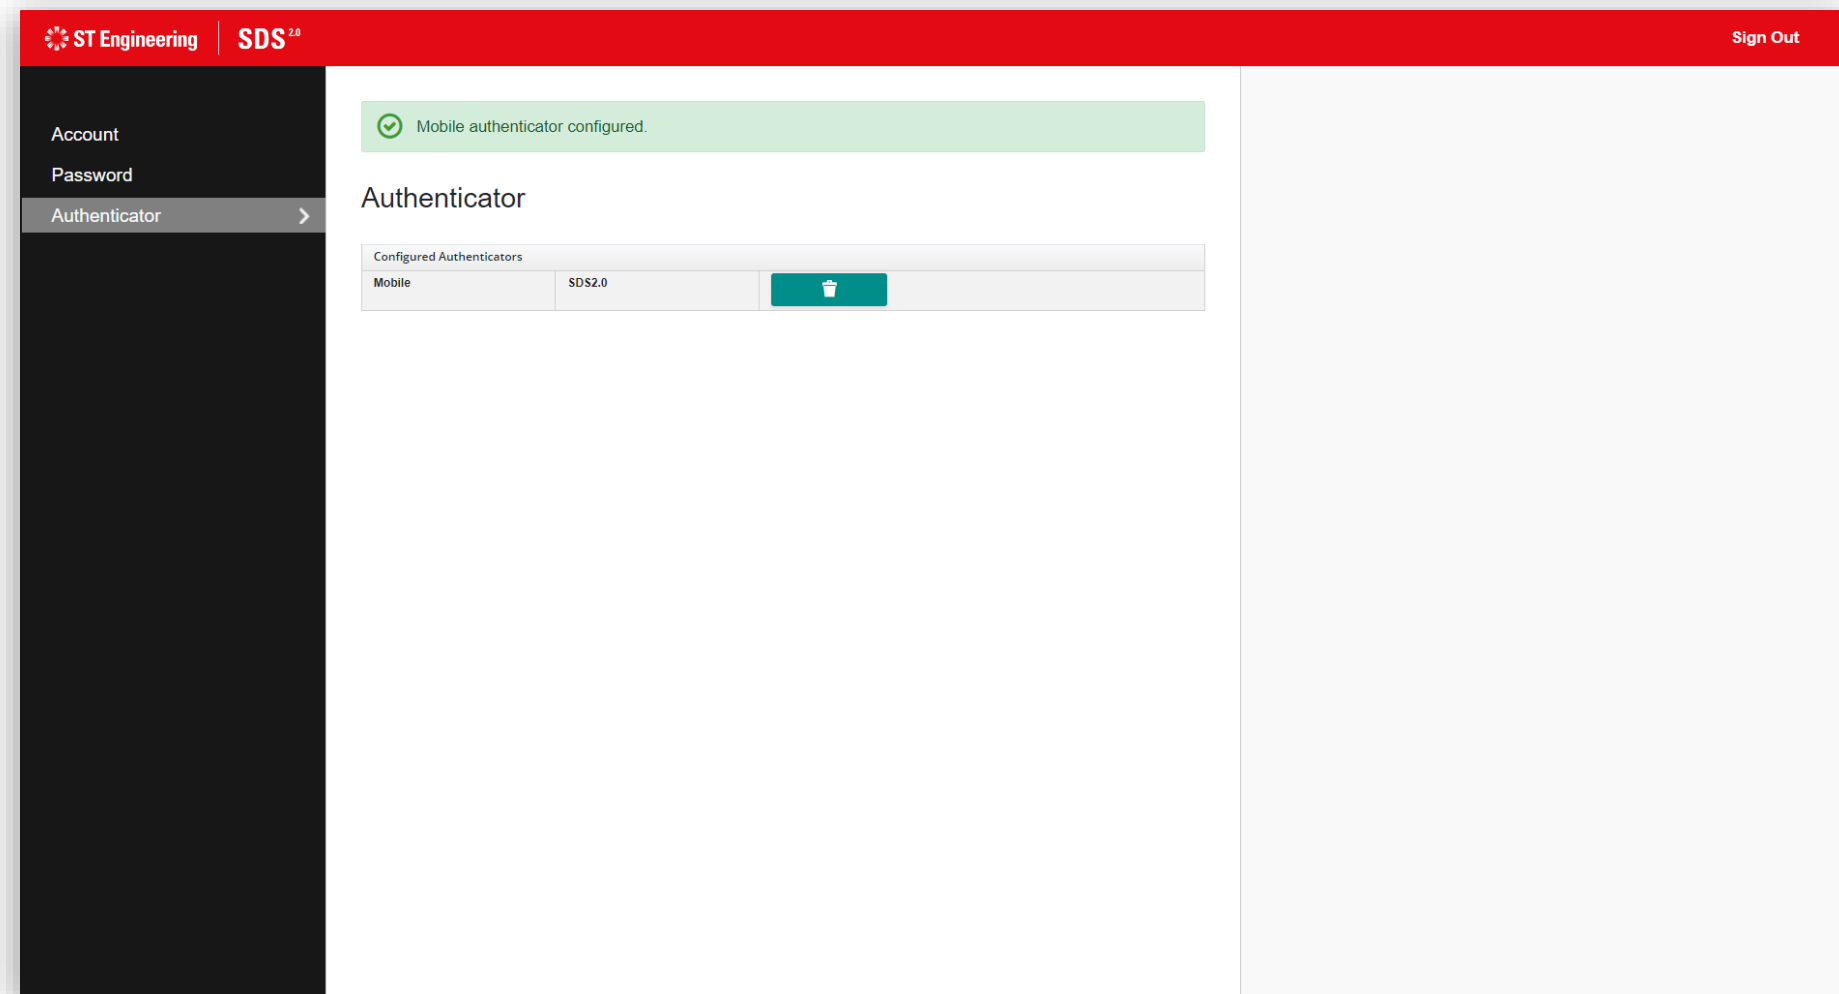 ST Engineering
SDS 2.0
Sign Out
Account
Password
Authenticator
Mobile authenticator configured.
Authenticator
Configured Authenticators
Mobile
SDS2.0